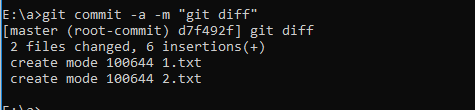 E:\a>git commit -a -m "git diff"
[master (root-commit) d7f492f] git diff
 2 files changed, 6 insertions(+)
 create mode 100644 1.txt
 create mode 100644 2.txt
E:\a>